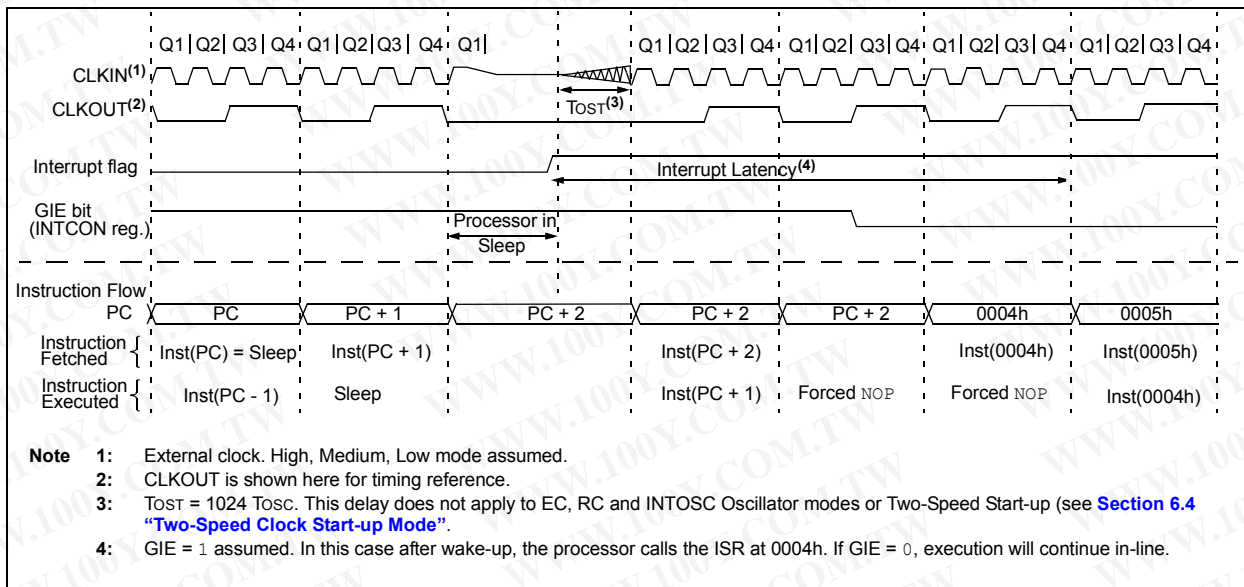 Q1 Q2 Q3 Q4 Q1 Q2 Q3 Q4 Q1 Q1 Q2 Q3 Q4 Q1 Q2 Q3 Q4 Q1 Q2 Q3 Q4 Q1 Q2 Q3 Q4
CLKIN(1)
CLKOUT(2)
TOST(3)
Interrupt flag
Interrupt Latency(4)
GIE bit
(INTCON reg.)
Processor in
Sleep
Instruction Flow
PC PC PC + 1 PC + 2 PC + 2 PC + 2 0004h 0005h
Instruction
Fetched
Inst(PC) = Sleep Inst(PC + 1) Inst(PC + 2) Inst(0004h) Inst(0005h)
Instruction
Executed
Inst(PC - 1) Sleep Inst(PC + 1) Forced NOP Forced NOP Inst(0004h)
Note 1: External clock. High, Medium, Low mode assumed.
2: CLKOUT is shown here for timing reference.
3: TOST = 1024 TOSC. This delay does not apply to EC, RC and INTOSC Oscillator modes or Two-Speed Start-up (see Section 6.4
“Two-Speed Clock Start-up Mode”.
4: GIE = 1 assumed. In this case after wake-up, the processor calls the ISR at 0004h. If GIE = 0, execution will continue in-line.
WWW.100Y.COM.TW